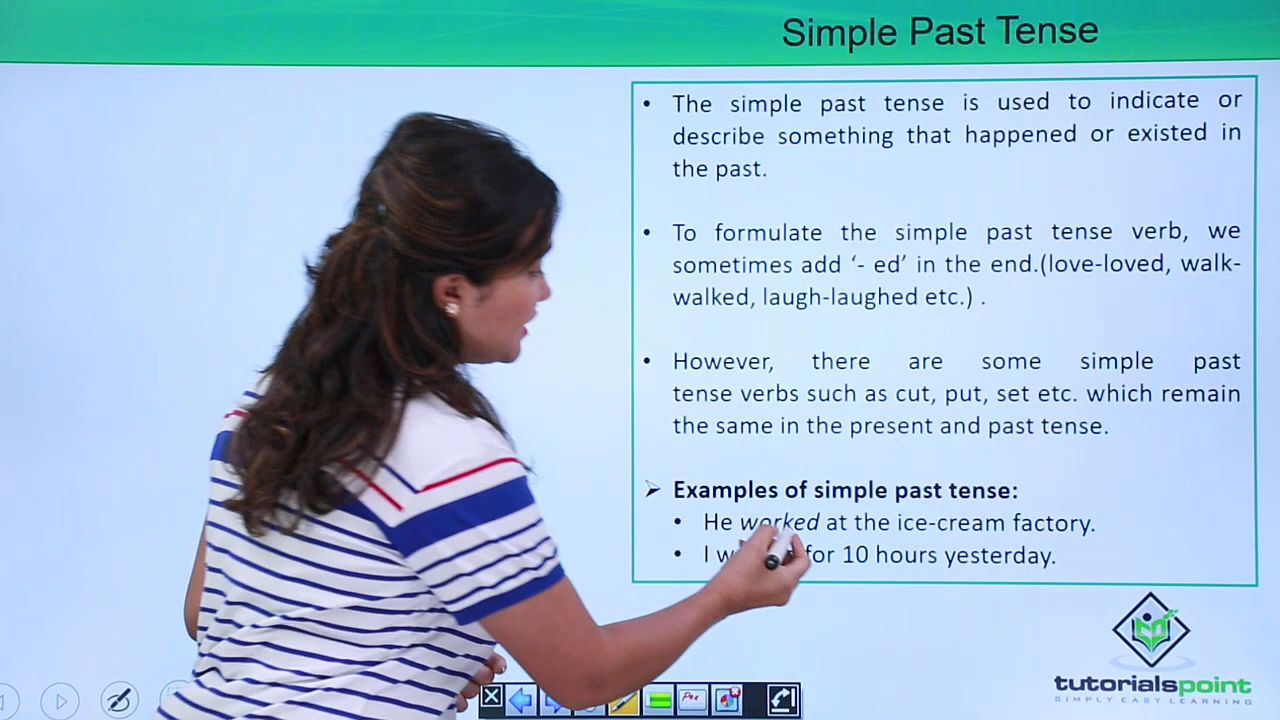 Simple Past Tense
• The simple past tense is used to indicate or
describe something that happened or existed in
the past.
• To formulate the simple past tense verb, we
sometimes add ‘- ed’ in the end.(love-loved, walk-
walked, laugh-laughed etc.) .
• However, there are some simple past
tense verbs such as cut, put, set etc. which remain
the same in the present and past tense.
➢ Examples of simple past tense:
• He worked at the ice-cream factory.
• I for 10 hours yesterday.
tutorialspoint
SIMPLY EASY LEARNING